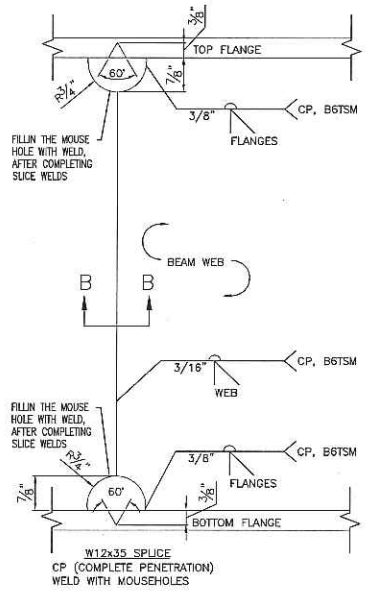 3/8"
TOP FLANGE
60°
7/8"
R3/4"
3/8"
CP, B6TSM
FLANGES
FILLIN THE MOUSE
HOLE WITH WELD,
AFTER COMPLETING
SLICE WELDS
BEAM WEB
B B
3/16"
CP, B6TSM
WEB
FILLIN THE MOUSE
HOLE WITH WELD,
AFTER COMPLETING
SLICE WELDS
R3/4"
3/8"
CP, B6TSM
FLANGES
7/8"
60°
3/8"
BOTTOM FLANGE
W12x35 SPLICE
CP (COMPLETE PENETRATION)
WELD WITH MOUSEHOLES